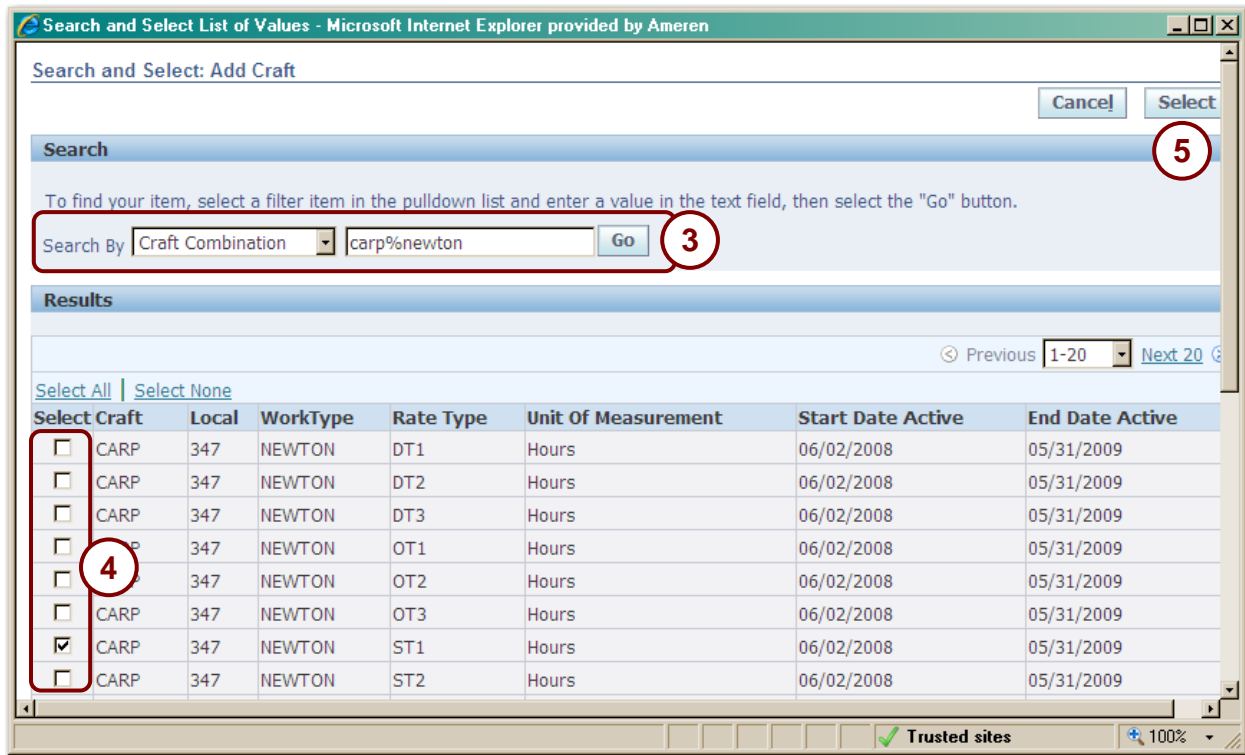 Search and Select List of Values - Microsoft Internet Explorer provided by Ameren
Search and Select: Add Craft
Cancel Select
Search
5
To find your item, select a filter item in the pulldown list and enter a value in the text field, then select the "Go" button.
Search By Craft Combination carp%newton Go 3
Results
Previous 1-20 Next 20
Select All | Select None
Select Craft Local WorkType Rate Type Unit Of Measurement Start Date Active End Date Active
CARP 347 NEWTON DT1 Hours 06/02/2008 05/31/2009
CARP 347 NEWTON DT2 Hours 06/02/2008 05/31/2009
CARP 347 NEWTON DT3 Hours 06/02/2008 05/31/2009
347 NEWTON OT1 Hours 06/02/2008 05/31/2009
4
347 NEWTON OT2 Hours 06/02/2008 05/31/2009
CARP 347 NEWTON OT3 Hours 06/02/2008 05/31/2009
CARP 347 NEWTON ST1 Hours 06/02/2008 05/31/2009
CARP 347 NEWTON ST2 Hours 06/02/2008 05/31/2009
Trusted sites 100%